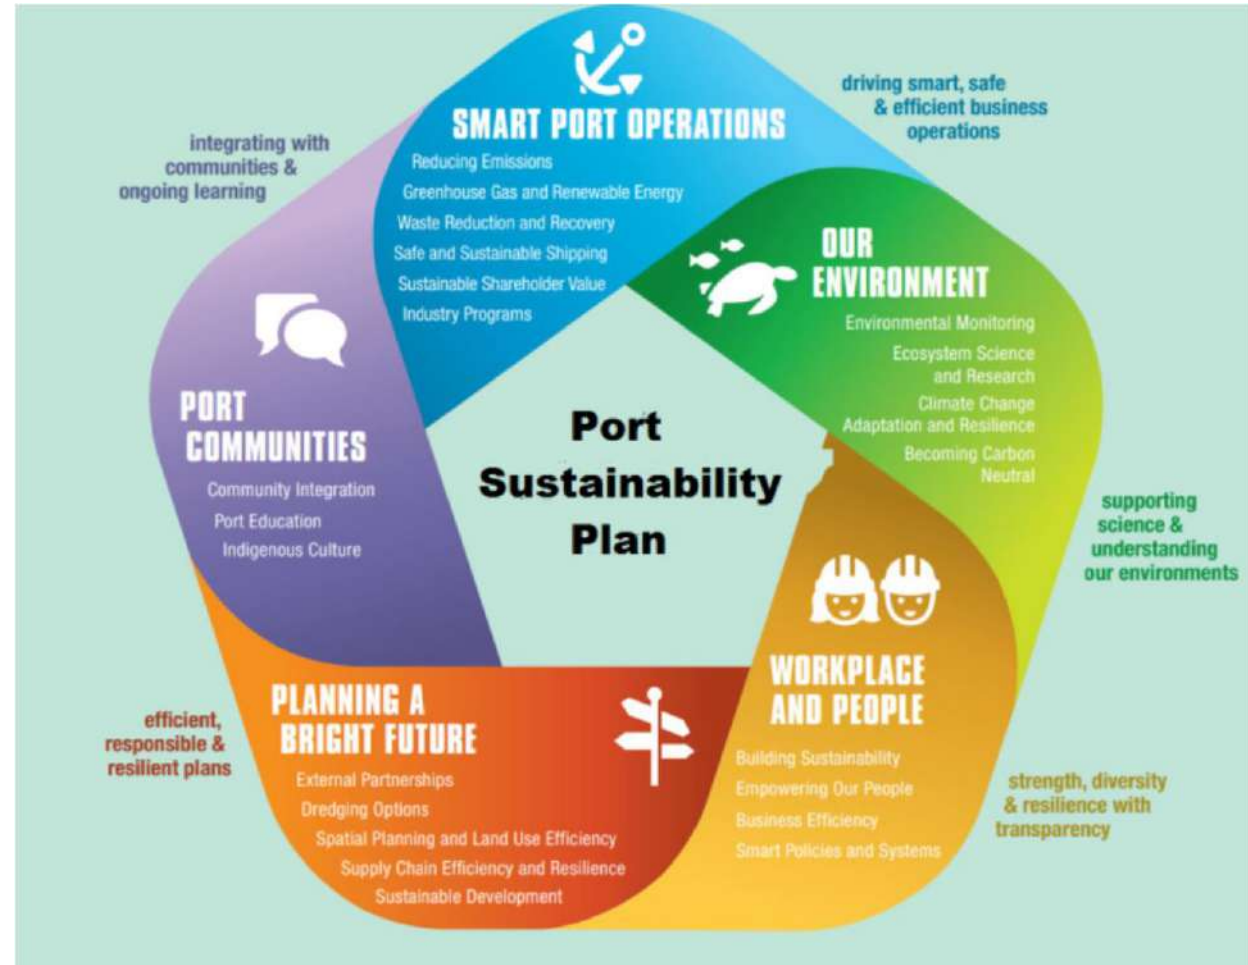 SMART PORT OPERATIONS
Reducing Emissions
Greenhouse Gas and Renewable Energy
Waste Reduction and Recovery
Safe and Sustainable Shipping
Sustainable Shareholder Value
Industry Programs
driving smart, safe
& efficient business
operations
OUR
ENVIRONMENT
Environmental Monitoring
Ecosystem Science
and Research
Climate Change
Adaptation and Resilience
Becoming Carbon
Neutral
supporting
science &
understanding
our environments
WORKPLACE
AND PEOPLE
Building Sustainability
Empowering Our People
Business Efficiency
Smart Policies and Systems
strength, diversity
& resilience with
transparency
PLANNING A
BRIGHT FUTURE
External Partnerships
Dredging Options
Spatial Planning and Land Use Efficiency
Supply Chain Efficiency and Resilience
Sustainable Development
efficient,
responsible &
resilient plans
PORT
COMMUNITIES
Community Integration
Port Education
Indigenous Culture
integrating with
communities &
ongoing learning
Port
Sustainability
Plan